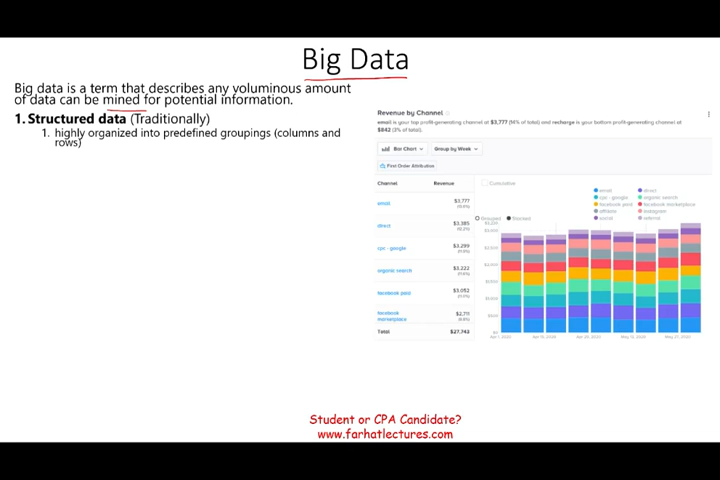 Big Data
Big data is a term that describes any voluminous amount
of data can be mined for potential information.
1. Structured data (Traditionally)
1. highly organized into predefined groupings (columns and
rows)
Revenue by Channel
email is your top profit-generating channel at $3,777 (14% of total) and recharge is your bottom profit-generating channel at
$842 (3% of total).
Bar Chart
Group by Week
First Order Attribution
Channel Revenue
Cumulative
email $3,777
direct $3,385
cpc - google $3,299
organic search $3,222
facebook paid $3,052
facebook $2,711
marketplace
Total $27,743
email direct
cpc - google organic search
facebook paid facebook marketplace
affiliate instagram
referral
Grouped Stacked
Student or CPA Candidate?
www.farhatlectures.com